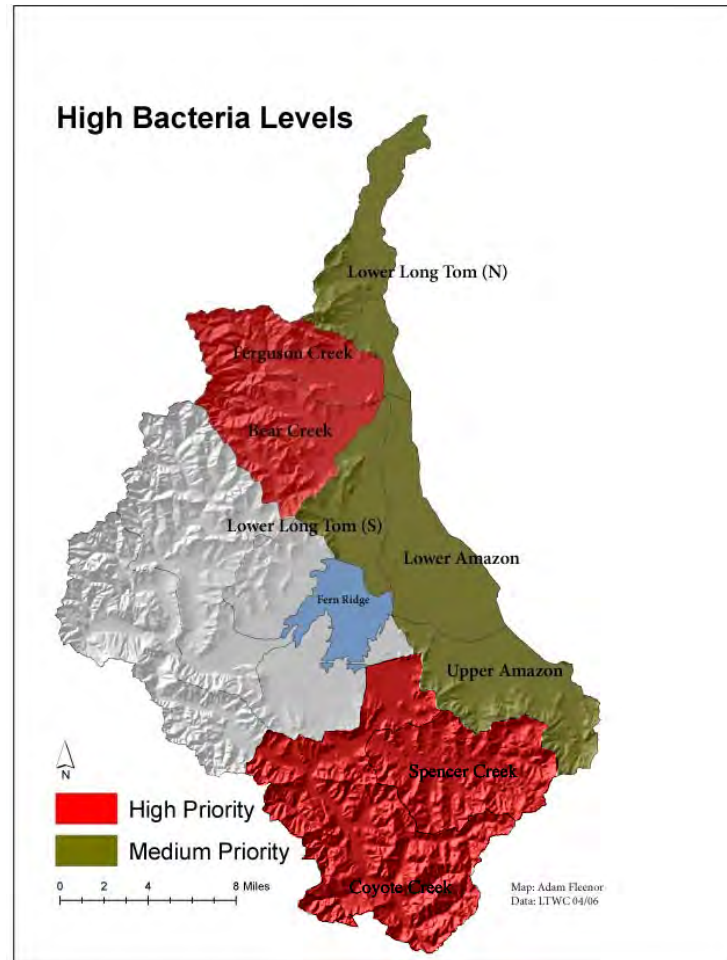 High Bacteria Levels
Lower Long Tom (N)
Ferguson Creek
Bear Creek
Lower Long Tom (S)
Lower Amazon
Fern Ridge
Upper Amazon
N
Spencer Creek
High Priority
Medium Priority
0 2 4 8 Miles
Coyote Creek
Map: Adam Fleenor
Data: LTWC 04/06